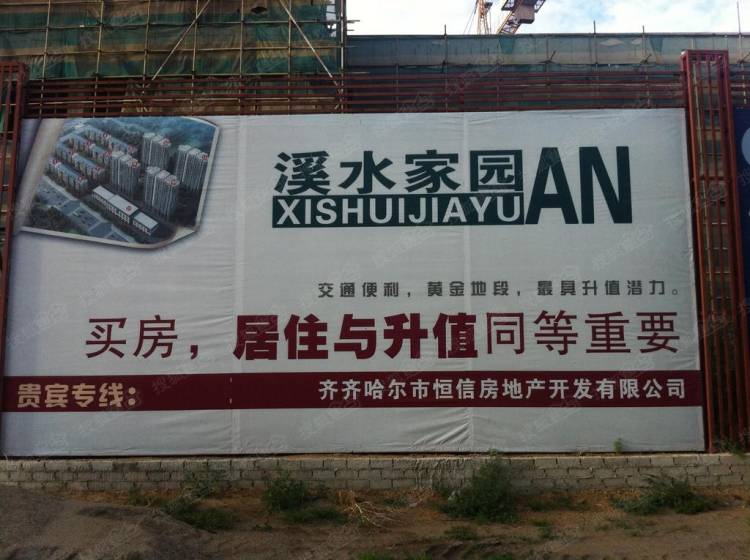 溪水家园
XISHUIJIAYUAN
交通便利，黄金地段，最具升值潜力。
买房，居住与升值同等重要
贵宾专线：
齐齐哈尔市恒信房地产开发有限公司